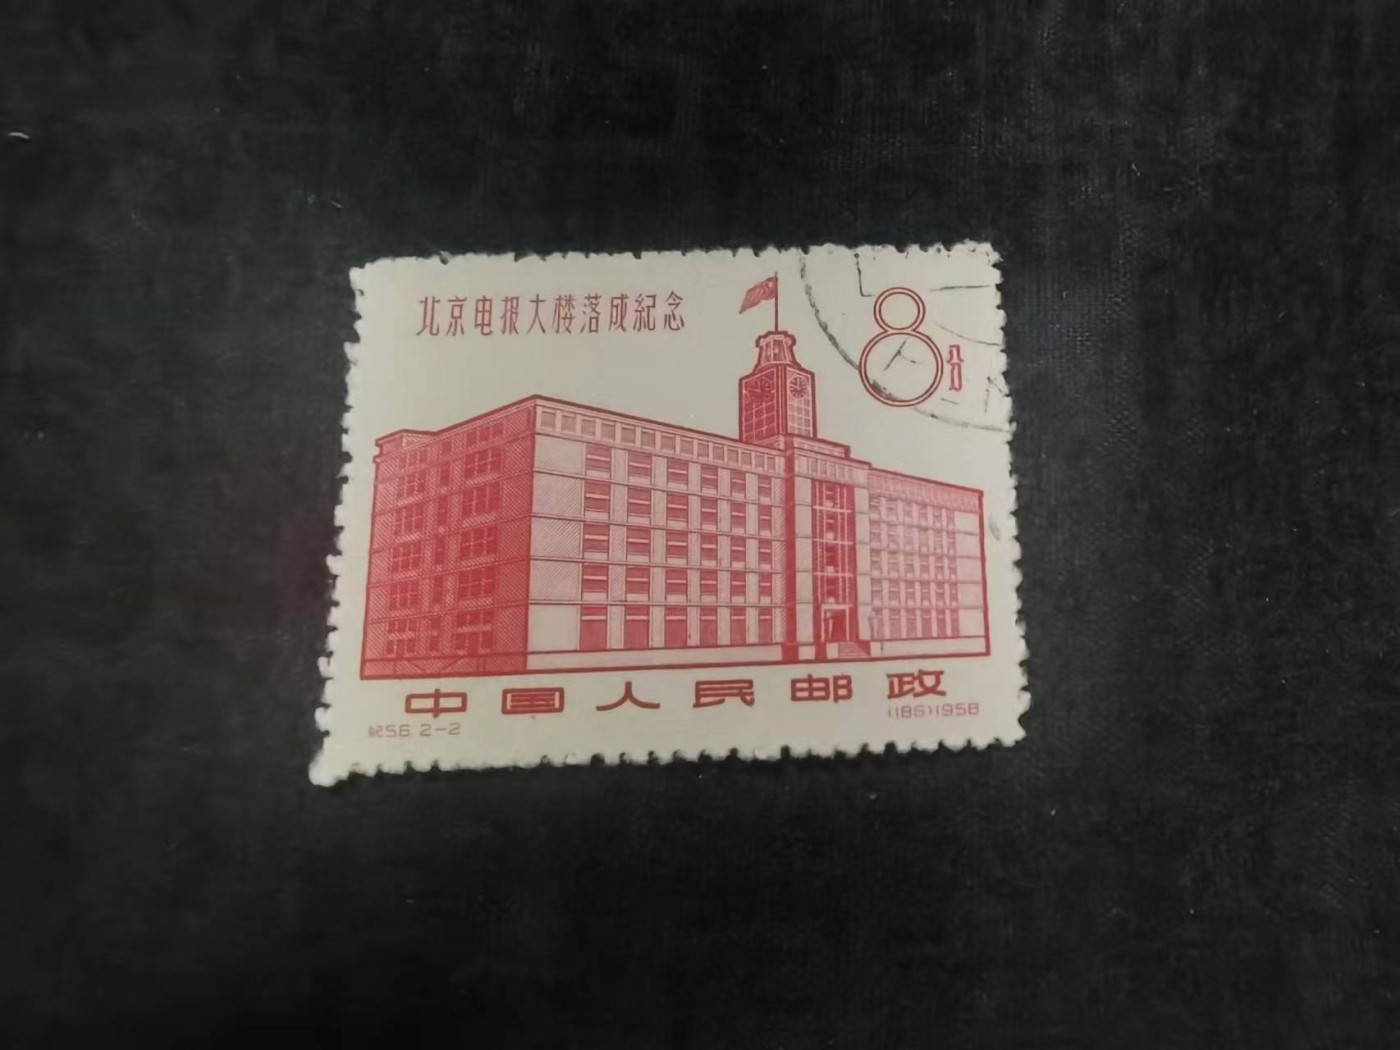 北京电报大楼落成紀念
8分
中国人民邮政
紀56.2-2
(186)1958